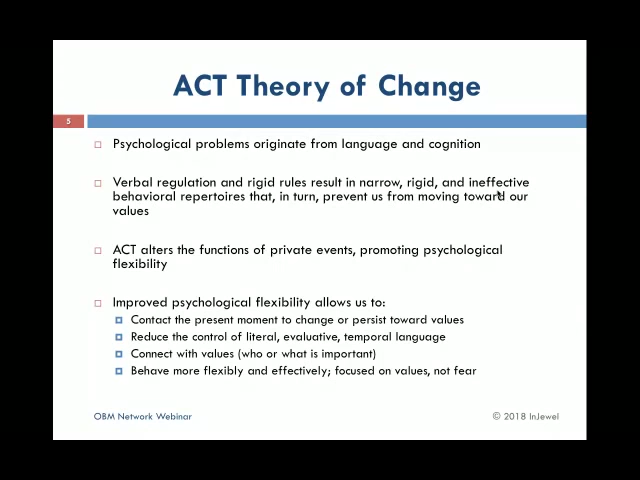 ACT Theory of Change
5
Psychological problems originate from language and cognition
Verbal regulation and rigid rules result in narrow, rigid, and ineffective
behavioral repertoires that, in turn, prevent us from moving toward our
values
ACT alters the functions of private events, promoting psychological
flexibility
Improved psychological flexibility allows us to:
Contact the present moment to change or persist toward values
Reduce the control of literal, evaluative, temporal language
Connect with values (who or what is important)
Behave more flexibly and effectively; focused on values, not fear
OBM Network Webinar
© 2018 InJewel